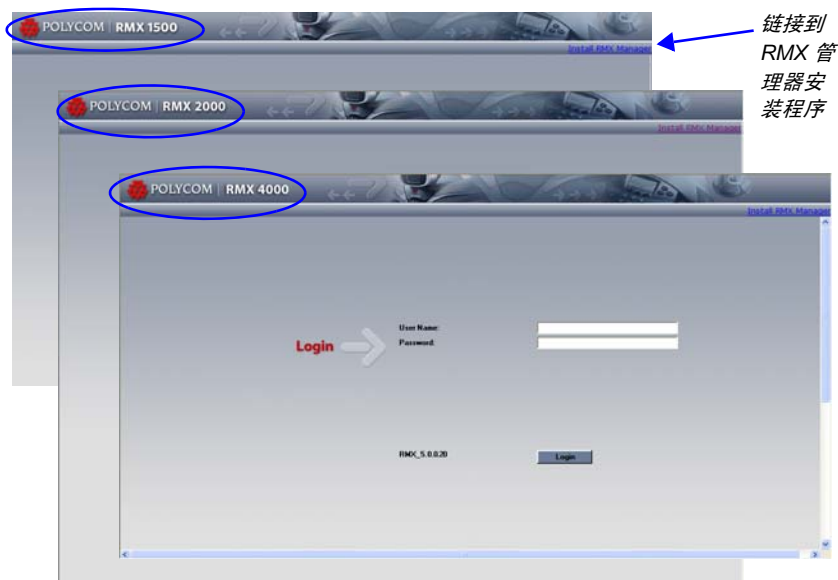 POLYCOM | RMX 1500
Install RMX Manager
链接到
RMX 管
理器安
装程序
POLYCOM | RMX 2000
Install RMX Manager
POLYCOM | RMX 4000
Install RMX Manager
User Name:
Login
Password:
RMX_5.0.0.20
Login